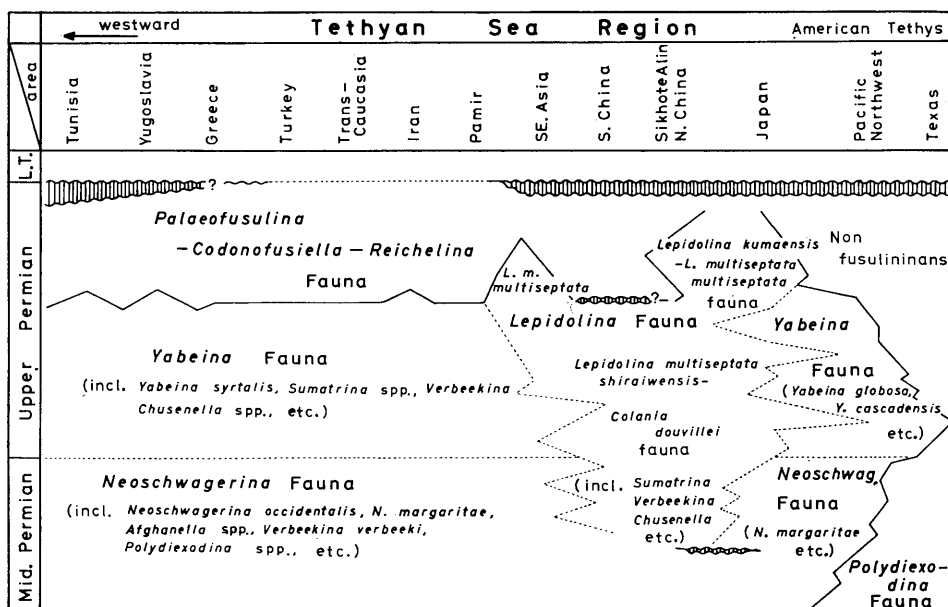 westward
Tethyan Sea Region
American Tethys
area
Tunisia
Yugoslavia
Greece
Turkey
Trans-
Caucasia
Iran
Pamir
SE. Asia
S. China
Sikhote Alin
N. China
Japan
Pacific
Northwest
Texas
L.T.
Upper Permian
Mid. Permian
?
Palaeofusulina
-Codonofusiella-Reichelina
Fauna
L. m.
multiseptata
?
Lepidolina kumaensis
-L. multiseptata
multiseptata
fauna
Non
fusulininans
Lepidolina Fauna
Yabeina
Fauna
(Yabeina globosa,
Y. cascadensis
etc.)
Yabeina Fauna
(incl. Yabeina syrtalis, Sumatrina spp., Verbeekina
Chusenella spp., etc.)
Lepidolina multiseptata
shiraiwensis-
Colania
douvillei
fauna
(incl. Sumatrina
Verbeekina
Chusenella
etc.)
Neoschwagerina Fauna
(incl. Neoschwagerina occidentalis, N. margaritae,
Afghanella spp., Verbeekina verbeeki,
Polydiexodina spp., etc.)
Neoschwag.
Fauna
(N. margaritae
etc.)
Polydiexo-
dina
Fauna